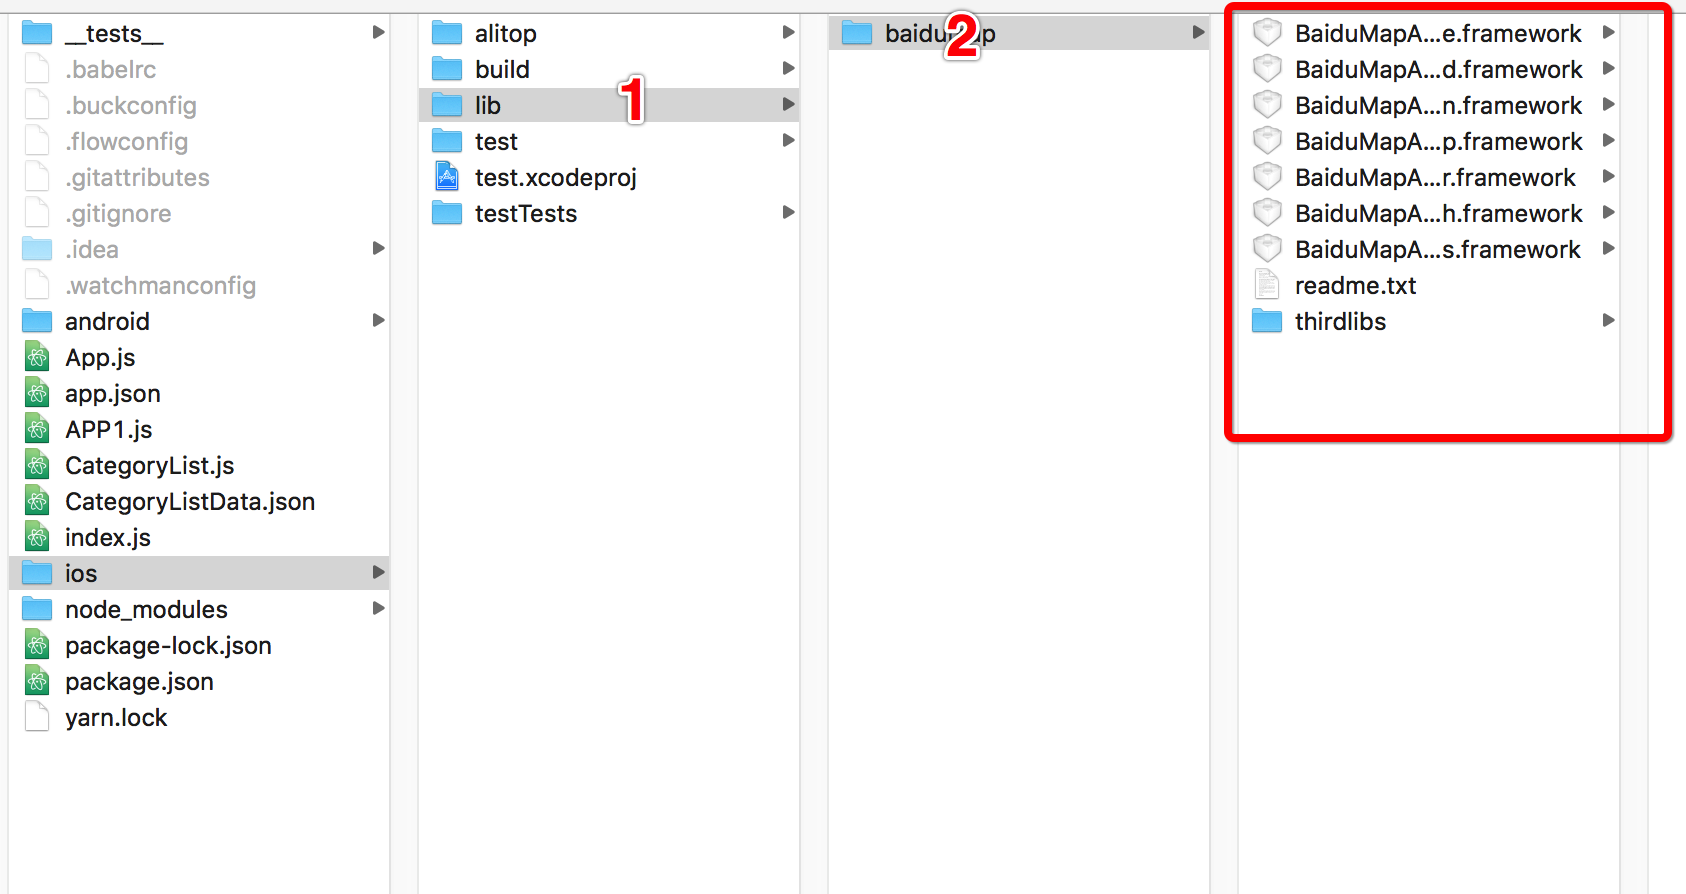 __tests__
.babelrc
.buckconfig
.flowconfig
.gitattributes
.gitignore
.idea
.watchmanconfig
android
App.js
app.json
APP1.js
CategoryList.js
CategoryListData.json
index.js
ios
node_modules
package-lock.json
package.json
yarn.lock
alitop
build
lib
1
test
test.xcodeproj
testTests
2
BaiduMapA...e.framework
BaiduMapA...d.framework
BaiduMapA...n.framework
BaiduMapA...p.framework
BaiduMapA...r.framework
BaiduMapA...h.framework
BaiduMapA...s.framework
readme.txt
thirdlibs